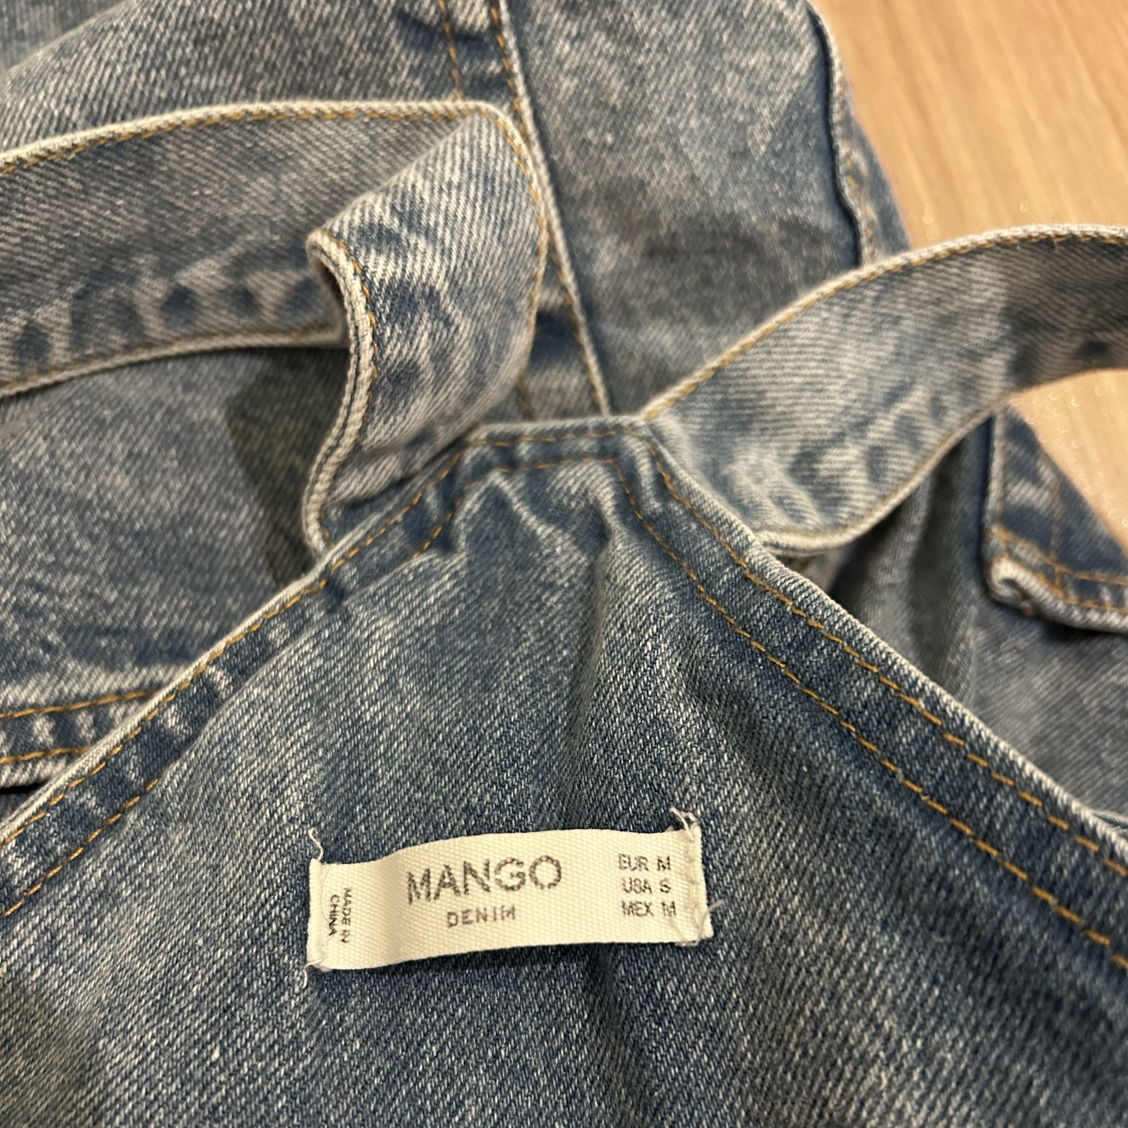 MANGO
DENIM
EUR M
USA S
MEX M
MADE IN
CHINA